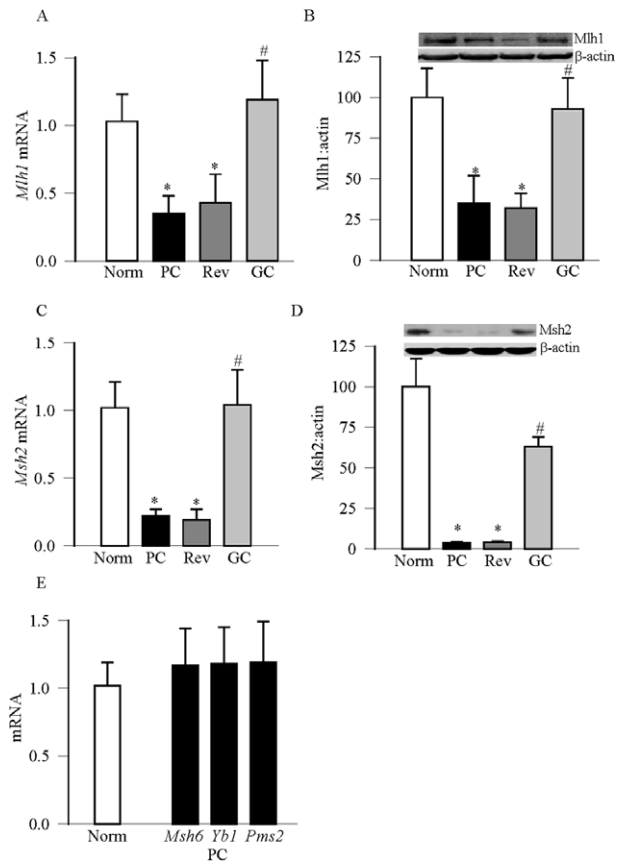 A
Mlh1 mRNA
1.5
1.0
0.5
0.0
#
*
*
Norm PC Rev GC
B
Mlh1
β-actin
Mlh1:actin
125
100
75
50
25
0
#
*
*
Norm PC Rev GC
C
Msh2 mRNA
1.5
1.0
0.5
0.0
#
*
*
Norm PC Rev GC
D
Msh2
β-actin
Msh2:actin
125
100
75
50
25
0
#
*
*
Norm PC Rev GC
E
mRNA
1.5
1.0
0.5
0.0
Norm Msh6 Yb1 Pms2
PC